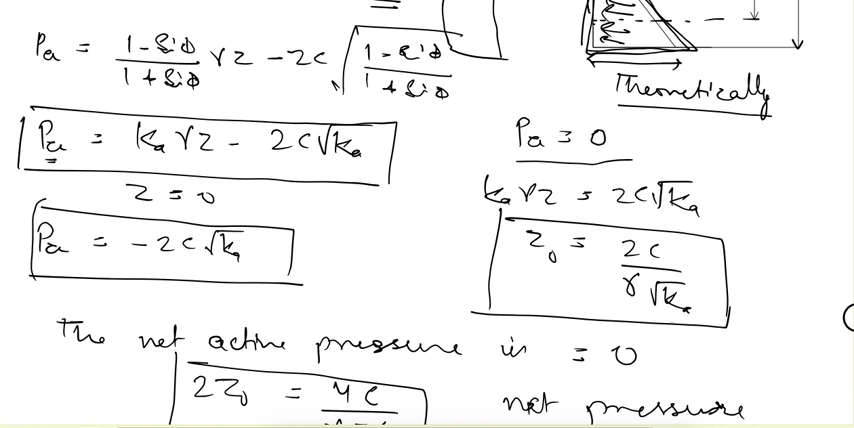 Pa = 1-Sinϕ / 1+Sinϕ γz - 2c √(1-Sinϕ / 1+Sinϕ)
Theoretically
Pa = ka γz - 2c√ka
z = 0
Pa = -2c√ka
Pa = 0
ka γz = 2c√ka
z0 = 2c / γ√ka
The net active pressure is = 0
2Z0 = 4c
net pressure